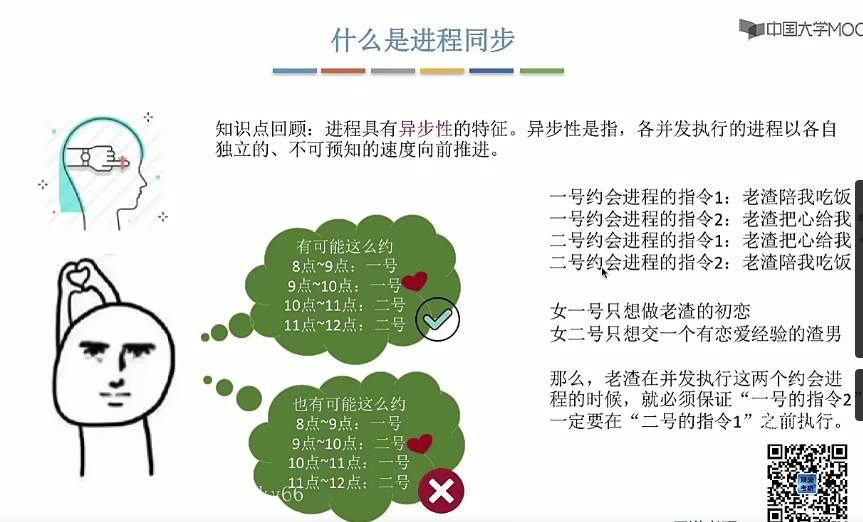 什么是进程同步
中国大学MOO
知识点回顾：进程具有异步性的特征。异步性是指，各并发执行的进程以各自
独立的、不可预知的速度向前推进。
有可能这么约
8点~9点：一号
9点~10点：一号
10点~11点：二号
11点~12点：二号
也有可能这么约
8点~9点：一号
9点~10点：二号
10点~11点：一号
11点~12点：二号
一号约会进程的指令1：老渣陪我吃饭
一号约会进程的指令2：老渣把心给我
二号约会进程的指令1：老渣把心给我
二号约会进程的指令2：老渣陪我吃饭
女一号只想做老渣的初恋
女二号只想交一个有恋爱经验的渣男
那么，老渣在并发执行这两个约会进
程的时候，就必须保证“一号的指令2”
一定要在“二号的指令1”之前执行。